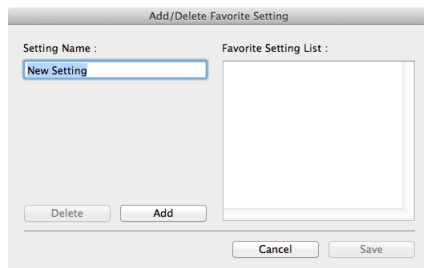 Add/Delete Favorite Setting
Setting Name :
Favorite Setting List :
New Setting
Delete
Add
Cancel
Save